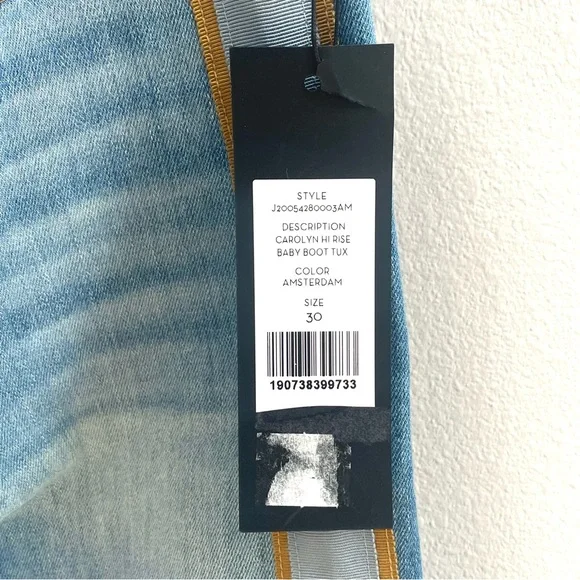 STYLE
J20054280003AM
DESCRIPTION
CAROLYN HI RISE
BABY BOOT TUX
COLOR
AMSTERDAM
SIZE
30
190738399733